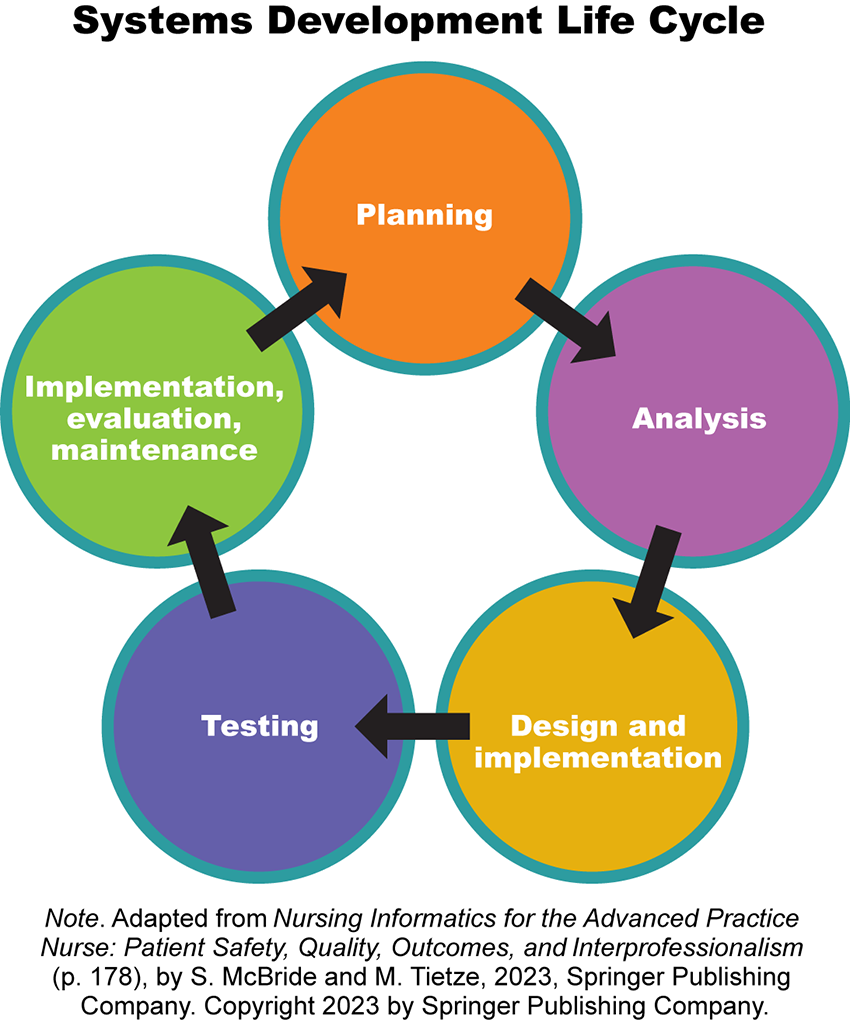 Systems Development Life Cycle
Planning
Analysis
Design and
implementation
Testing
Implementation,
evaluation,
maintenance
Note. Adapted from Nursing Informatics for the Advanced Practice
Nurse: Patient Safety, Quality, Outcomes, and Interprofessionalism
(p. 178), by S. McBride and M. Tietze, 2023, Springer Publishing
Company. Copyright 2023 by Springer Publishing Company.